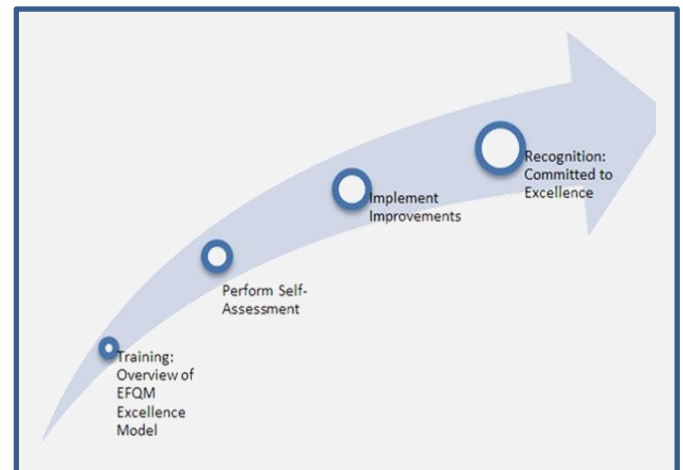 Training:
Overview of
EFQM
Excellence
Model
Perform Self-
Assessment
Implement
Improvements
Recognition:
Committed to
Excellence